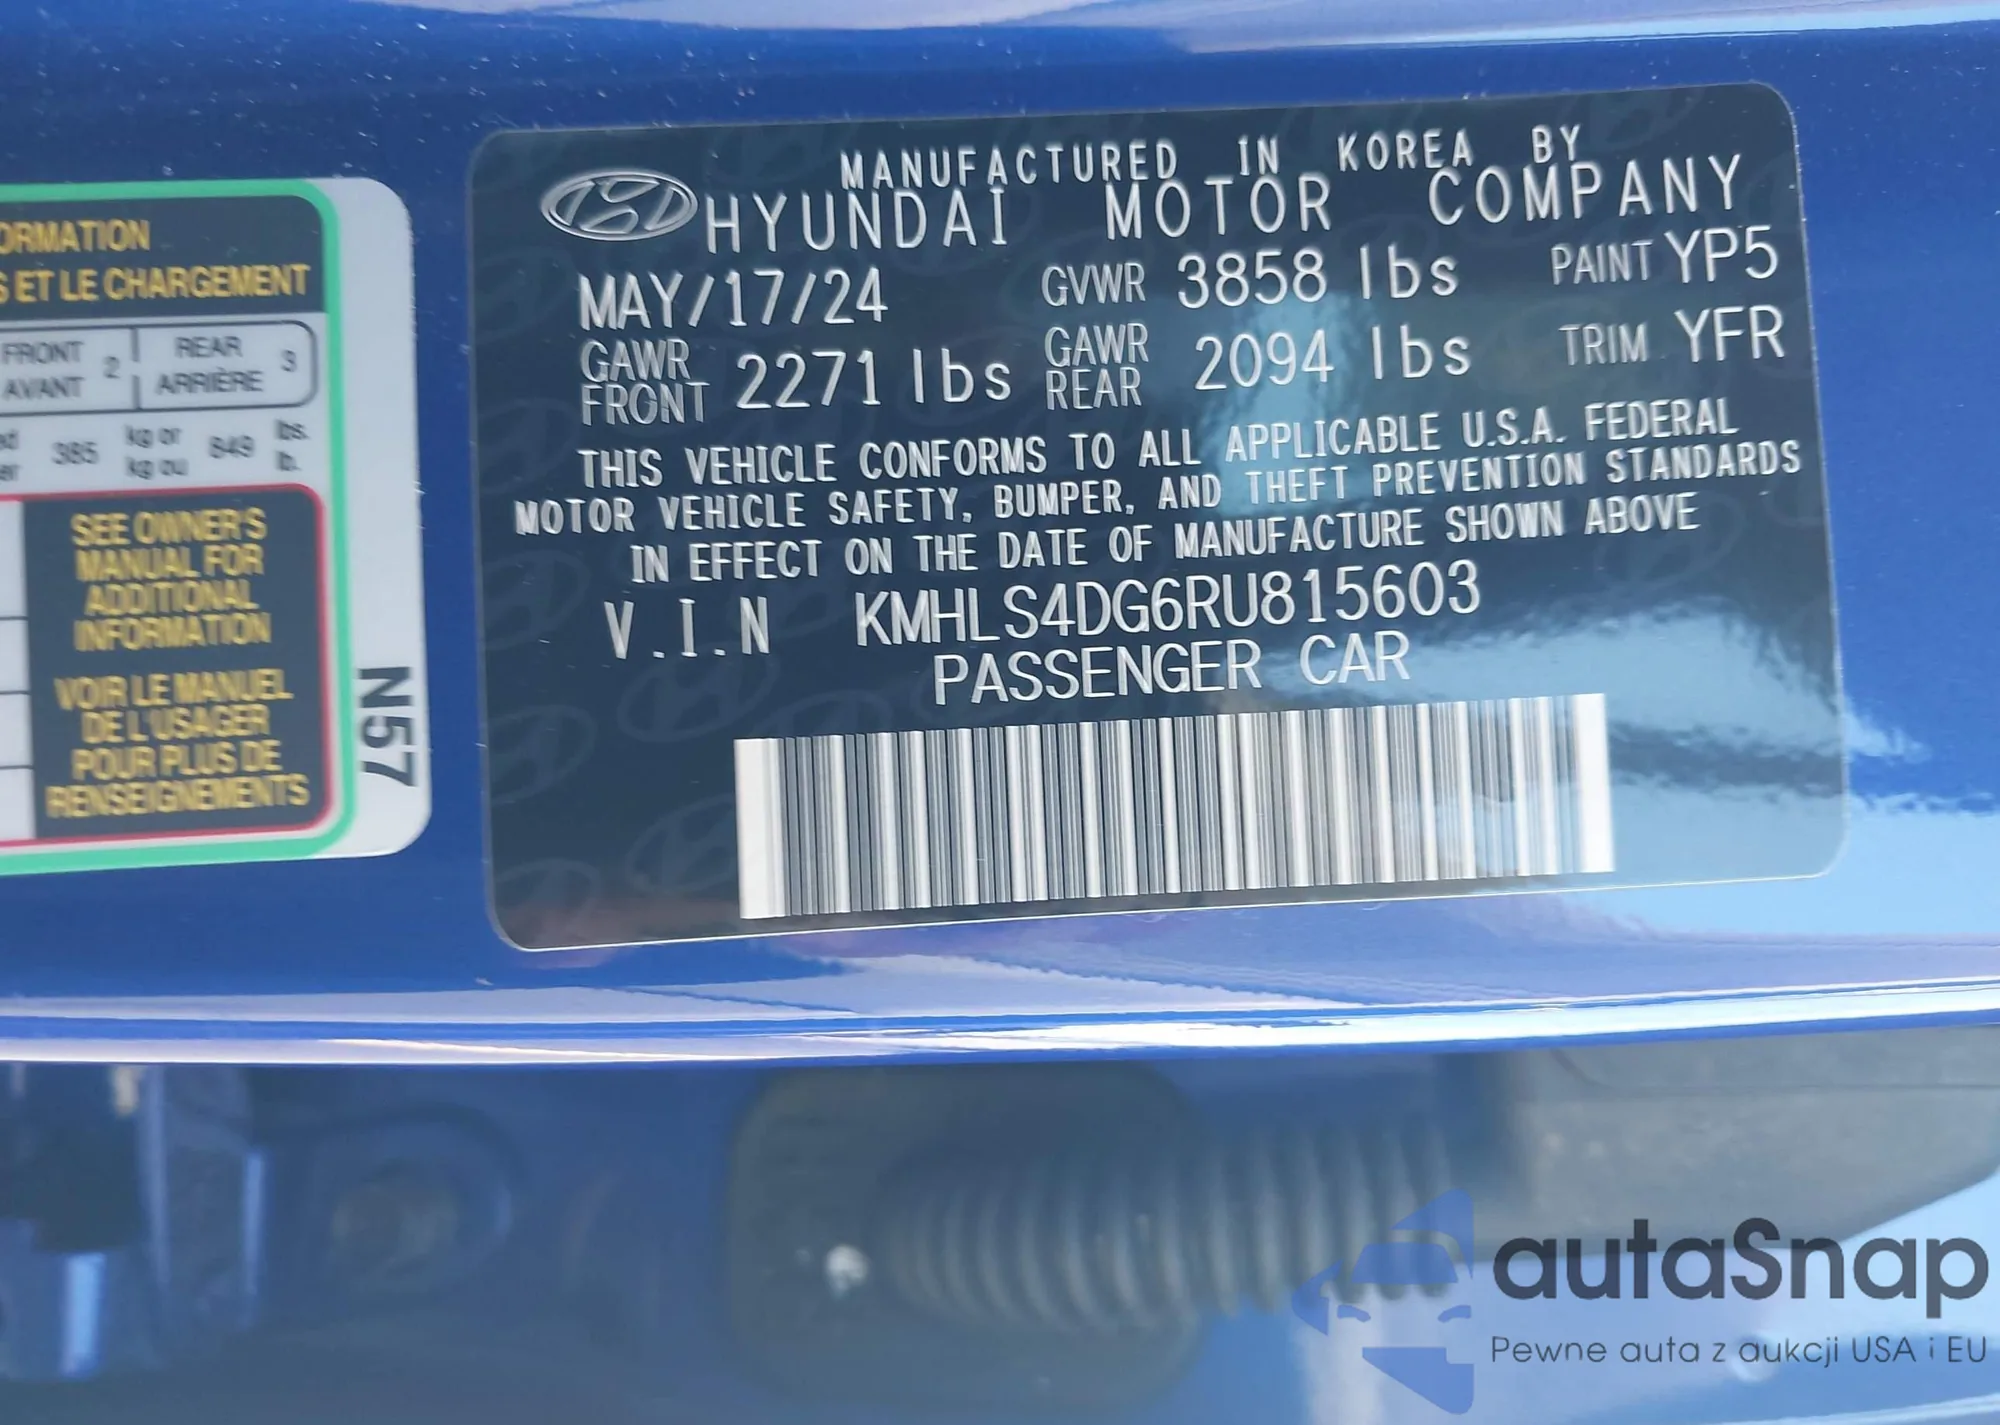 ORMATION
S ET LE CHARGEMENT
FRONT 2 REAR 3
AVANT ARRIÈRE
ed 385 kg or 849 lbs.
er kg ou lb.
SEE OWNER'S
MANUAL FOR
ADDITIONAL
INFORMATION
VOIR LE MANUEL
DE L'USAGER
POUR PLUS DE
RENSEIGNEMENTS
N57
MANUFACTURED IN KOREA BY
HYUNDAI MOTOR COMPANY
MAY/17/24 GVWR 3858 lbs PAINT YP5
GAWR FRONT 2271 lbs GAWR REAR 2094 lbs TRIM YFR
THIS VEHICLE CONFORMS TO ALL APPLICABLE U.S.A. FEDERAL
MOTOR VEHICLE SAFETY, BUMPER, AND THEFT PREVENTION STANDARDS
IN EFFECT ON THE DATE OF MANUFACTURE SHOWN ABOVE
V.I.N KMHLS4DG6RU815603
PASSENGER CAR
autaSnap
Pewne auta z aukcji USA i EU